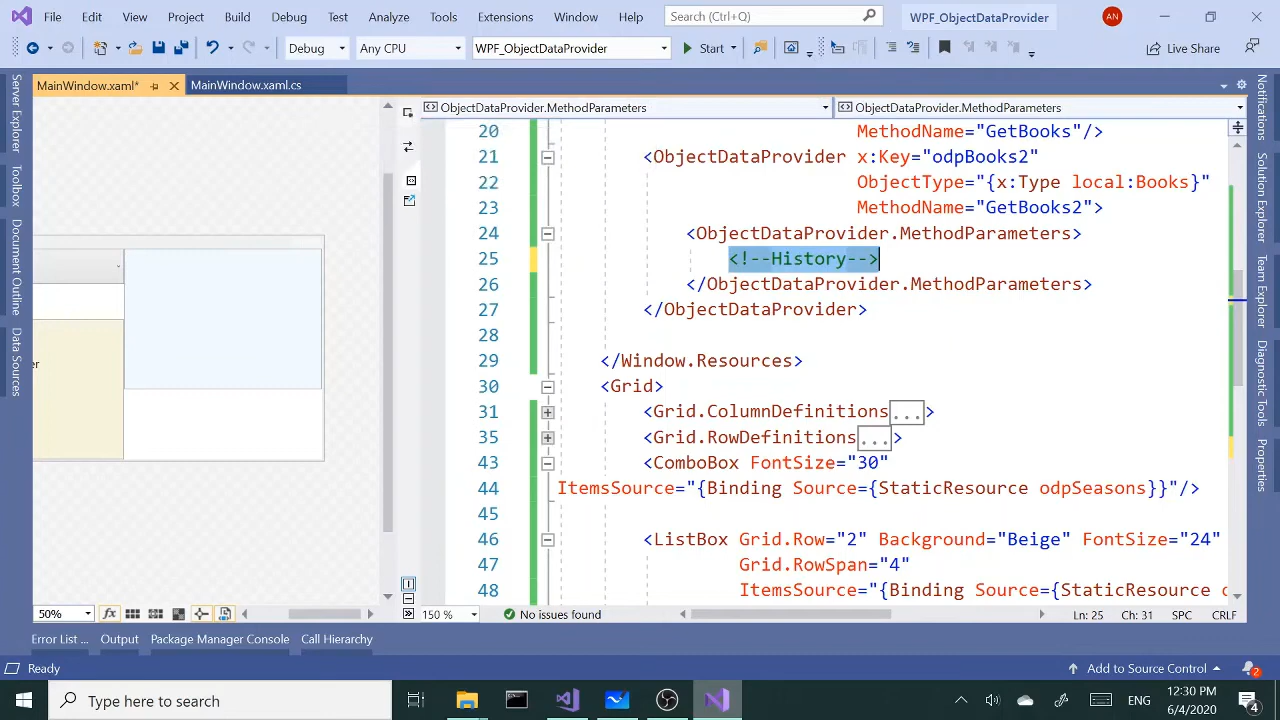 File Edit View Project Build Debug Test Analyze Tools Extensions Window Help Search (Ctrl+Q) WPF_ObjectDataProvider AN
Debug Any CPU WPF_ObjectDataProvider Start Live Share
MainWindow.xaml* MainWindow.xaml.cs
ObjectDataProvider.MethodParameters ObjectDataProvider.MethodParameters
Server Explorer
Toolbox
Document Outline
Data Sources
er
20 MethodName="GetBooks"/>
21 <ObjectDataProvider x:Key="odpBooks2"
22 ObjectType="{x:Type local:Books}"
23 MethodName="GetBooks2">
24 <ObjectDataProvider.MethodParameters>
25 <!--History-->
26 </ObjectDataProvider.MethodParameters>
27 </ObjectDataProvider>
28
29 </Window.Resources>
30 <Grid>
31 <Grid.ColumnDefinitions...>
35 <Grid.RowDefinitions...>
43 <ComboBox FontSize="30"
44 ItemsSource="{Binding Source={StaticResource odpSeasons}}"/>
45
46 <ListBox Grid.Row="2" Background="Beige" FontSize="24"
47 Grid.RowSpan="4"
48 ItemsSource="{Binding Source={StaticResource
Notifications
Solution Explorer
Team Explorer
Diagnostic Tools
Properties
50% fx 150 % No issues found Ln: 25 Ch: 31 SPC CRLF
Error List ... Output Package Manager Console Call Hierarchy
Ready Add to Source Control 2
Type here to search ENG 12:30 PM
6/4/2020 4